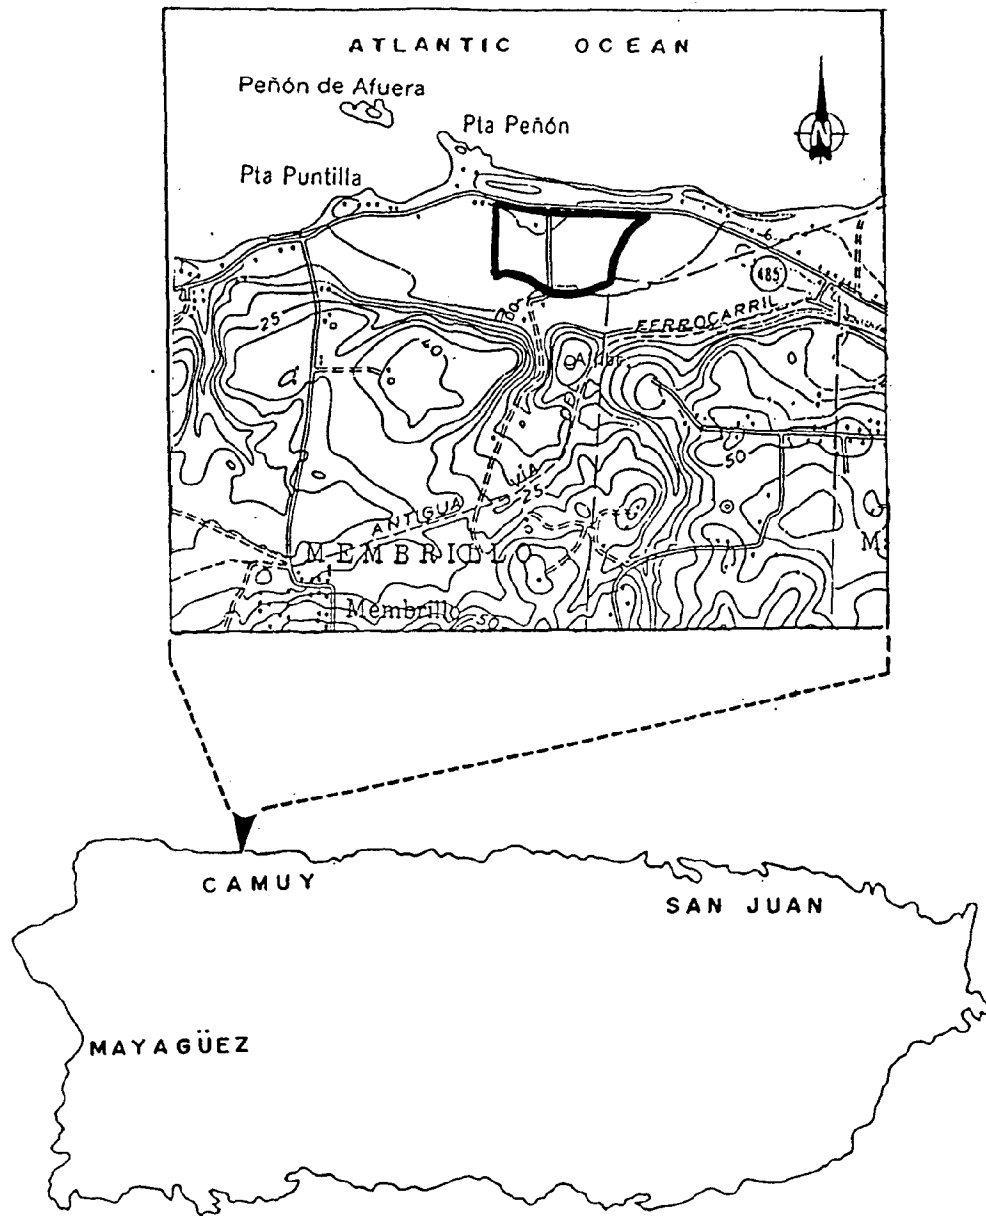 ATLANTIC OCEAN
Peñón de Afuera
Pta Peñón
N
Pta Puntilla
6
485
FERROCARRIL
25
40
50
VÍA
25
ANTIGUA
MEMBRILLO
M
Membrillo
50
CAMUY
SAN JUAN
MAYAGÜEZ